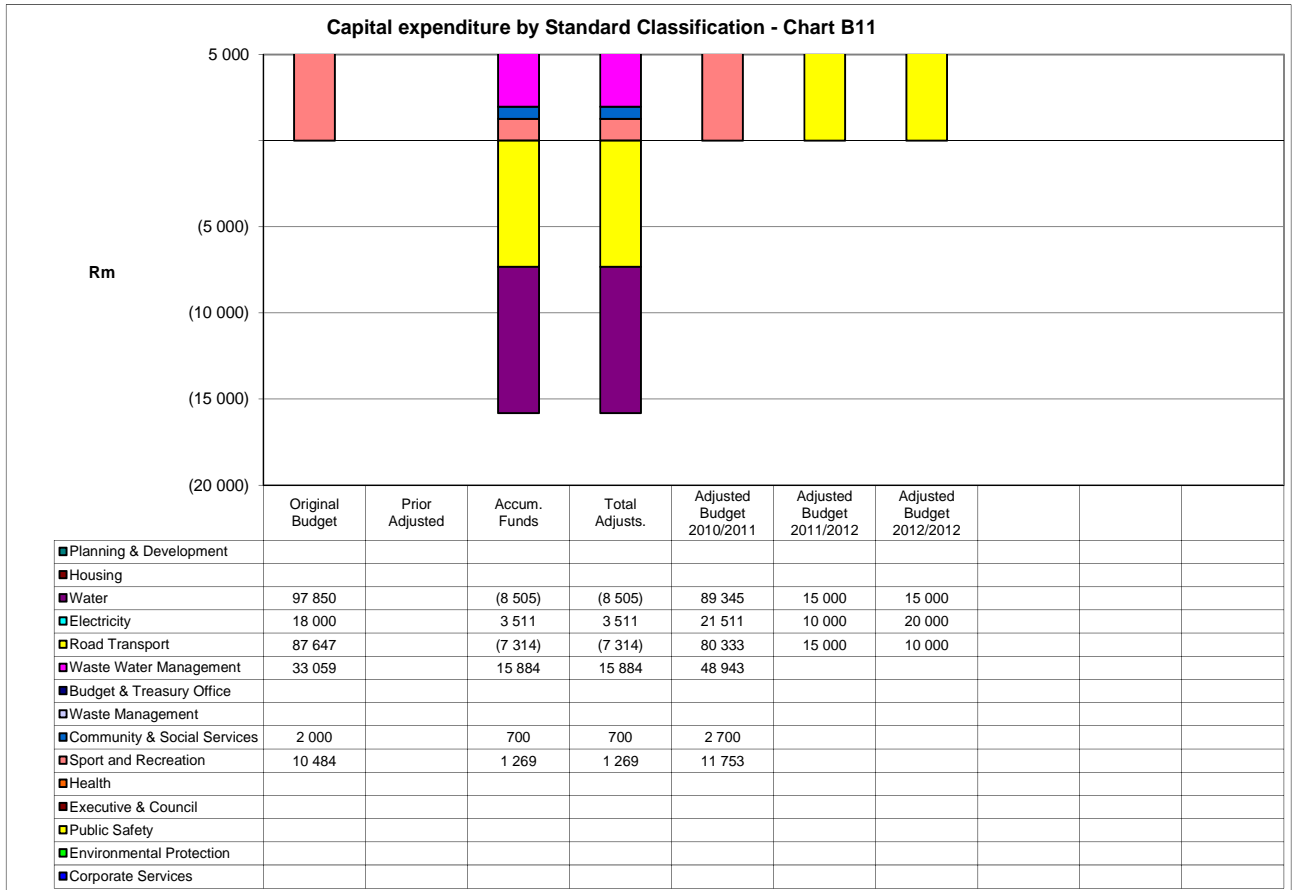 Capital expenditure by Standard Classification - Chart B11
5 000
(5 000)
Rm
(10 000)
(15 000)
(20 000)
Original Budget Prior Adjusted Accum. Funds Total Adjusts. Adjusted Budget 2010/2011 Adjusted Budget 2011/2012 Adjusted Budget 2012/2012
Planning & Development
Housing
Water 97 850 (8 505) (8 505) 89 345 15 000 15 000
Electricity 18 000 3 511 3 511 21 511 10 000 20 000
Road Transport 87 647 (7 314) (7 314) 80 333 15 000 10 000
Waste Water Management 33 059 15 884 15 884 48 943
Budget & Treasury Office
Waste Management
Community & Social Services 2 000 700 700 2 700
Sport and Recreation 10 484 1 269 1 269 11 753
Health
Executive & Council
Public Safety
Environmental Protection
Corporate Services